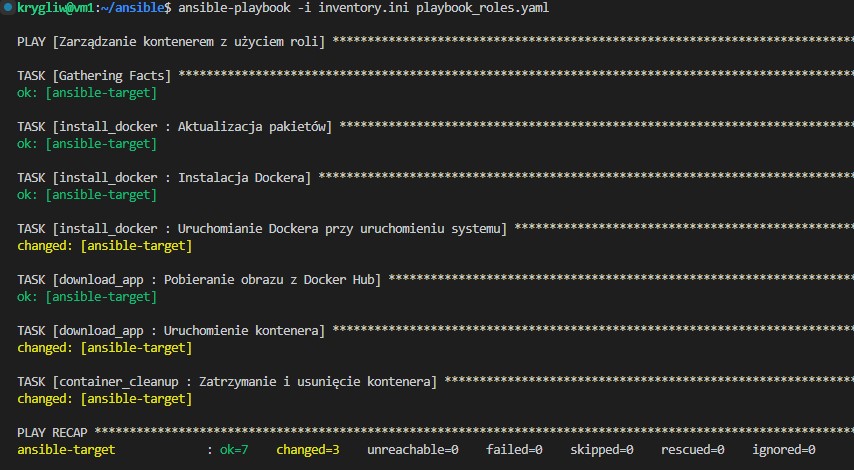 krygliw@vm1:~/ansible$ ansible-playbook -i inventory.ini playbook_roles.yaml
PLAY [Zarządzanie kontenerem z użyciem roli] ***************************************************************************
TASK [Gathering Facts] *************************************************************************************************
ok: [ansible-target]
TASK [install_docker : Aktualizacja pakietów] **************************************************************************
ok: [ansible-target]
TASK [install_docker : Instalacja Dockera] *****************************************************************************
ok: [ansible-target]
TASK [install_docker : Uruchomianie Dockera przy uruchomieniu systemu] *************************************************
changed: [ansible-target]
TASK [download_app : Pobieranie obrazu z Docker Hub] *******************************************************************
ok: [ansible-target]
TASK [download_app : Uruchomienie kontenera] ***************************************************************************
changed: [ansible-target]
TASK [container_cleanup : Zatrzymanie i usunięcie kontenera] ***********************************************************
changed: [ansible-target]
PLAY RECAP *************************************************************************************************************
ansible-target : ok=7 changed=3 unreachable=0 failed=0 skipped=0 rescued=0 ignored=0